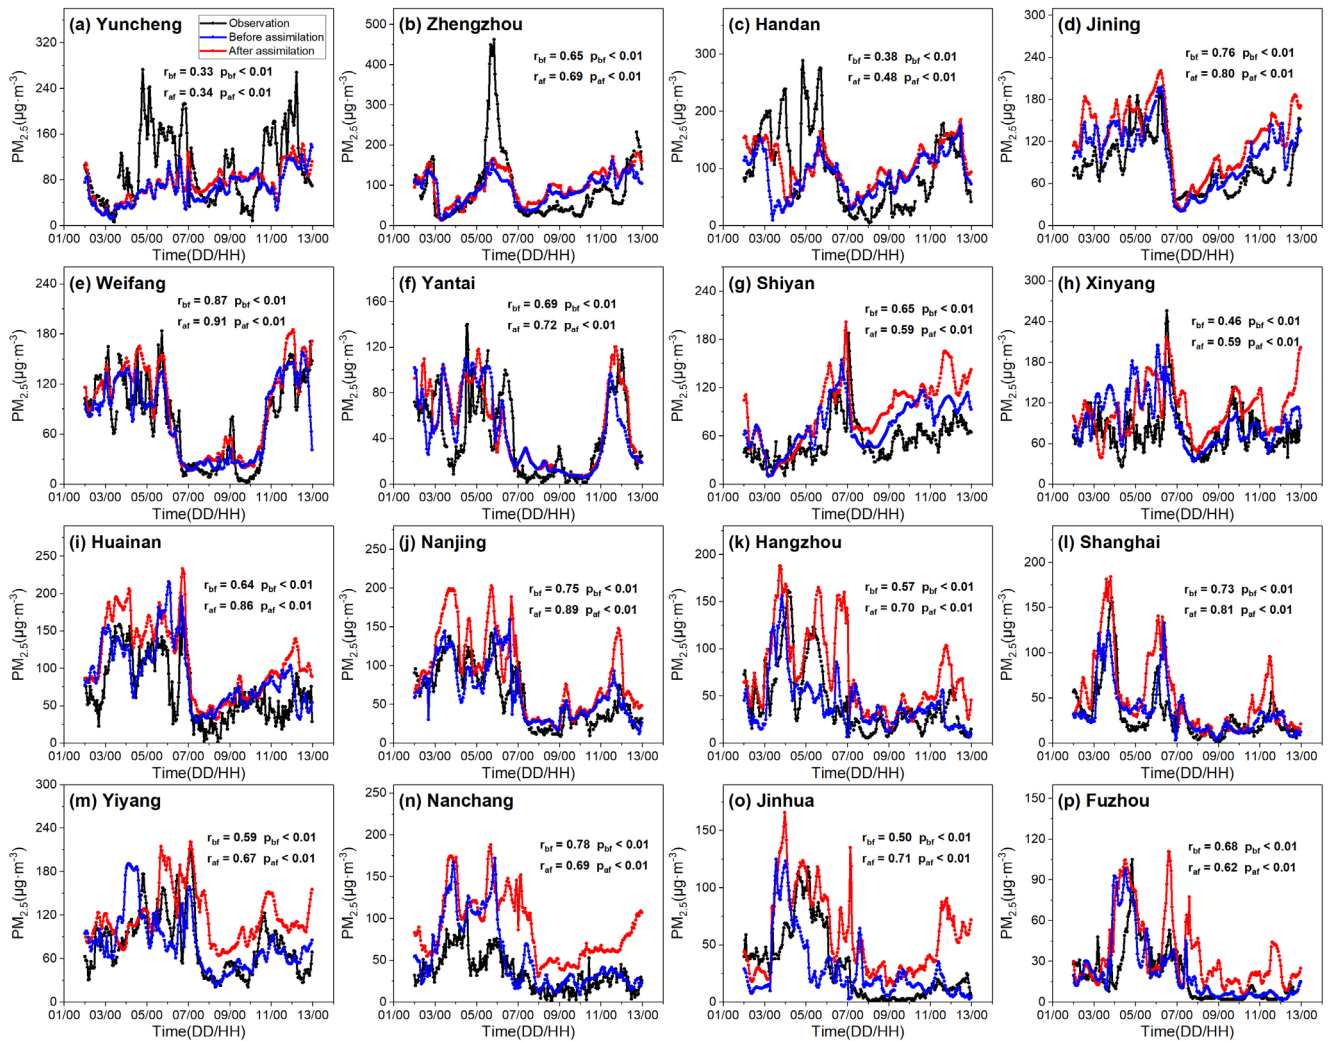 (a) Yuncheng
Observation
Before assimilation
After assimilation
r_bf = 0.33 p_bf < 0.01
r_af = 0.34 p_af < 0.01
PM2.5(μg·m⁻³)
320
240
160
80
0
01/00 03/00 05/00 07/00 09/00 11/00 13/00
Time(DD/HH)
(b) Zhengzhou
r_bf = 0.65 p_bf < 0.01
r_af = 0.69 p_af < 0.01
PM2.5(μg·m⁻³)
500
400
300
200
100
0
01/00 03/00 05/00 07/00 09/00 11/00 13/00
Time(DD/HH)
(c) Handan
r_bf = 0.38 p_bf < 0.01
r_af = 0.48 p_af < 0.01
PM2.5(μg·m⁻³)
300
200
100
0
01/00 03/00 05/00 07/00 09/00 11/00 13/00
Time(DD/HH)
(d) Jining
r_bf = 0.76 p_bf < 0.01
r_af = 0.80 p_af < 0.01
PM2.5(μg·m⁻³)
300
240
180
120
60
0
01/00 03/00 05/00 07/00 09/00 11/00 13/00
Time(DD/HH)
(e) Weifang
r_bf = 0.87 p_bf < 0.01
r_af = 0.91 p_af < 0.01
PM2.5(μg·m⁻³)
240
180
120
60
0
01/00 03/00 05/00 07/00 09/00 11/00 13/00
Time(DD/HH)
(f) Yantai
r_bf = 0.69 p_bf < 0.01
r_af = 0.72 p_af < 0.01
PM2.5(μg·m⁻³)
160
120
80
40
0
01/00 03/00 05/00 07/00 09/00 11/00 13/00
Time(DD/HH)
(g) Shiyan
r_bf = 0.65 p_bf < 0.01
r_af = 0.59 p_af < 0.01
PM2.5(μg·m⁻³)
240
180
120
60
0
01/00 03/00 05/00 07/00 09/00 11/00 13/00
Time(DD/HH)
(h) Xinyang
r_bf = 0.46 p_bf < 0.01
r_af = 0.59 p_af < 0.01
PM2.5(μg·m⁻³)
300
240
180
120
60
0
01/00 03/00 05/00 07/00 09/00 11/00 13/00
Time(DD/HH)
(i) Huainan
r_bf = 0.64 p_bf < 0.01
r_af = 0.86 p_af < 0.01
PM2.5(μg·m⁻³)
250
200
150
100
50
0
01/00 03/00 05/00 07/00 09/00 11/00 13/00
Time(DD/HH)
(j) Nanjing
r_bf = 0.75 p_bf < 0.01
r_af = 0.89 p_af < 0.01
PM2.5(μg·m⁻³)
250
200
150
100
50
0
01/00 03/00 05/00 07/00 09/00 11/00 13/00
Time(DD/HH)
(k) Hangzhou
r_bf = 0.57 p_bf < 0.01
r_af = 0.70 p_af < 0.01
PM2.5(μg·m⁻³)
200
150
100
50
0
01/00 03/00 05/00 07/00 09/00 11/00 13/00
Time(DD/HH)
(l) Shanghai
r_bf = 0.73 p_bf < 0.01
r_af = 0.81 p_af < 0.01
PM2.5(μg·m⁻³)
200
150
100
50
0
01/00 03/00 05/00 07/00 09/00 11/00 13/00
Time(DD/HH)
(m) Yiyang
r_bf = 0.59 p_bf < 0.01
r_af = 0.67 p_af < 0.01
PM2.5(μg·m⁻³)
300
240
180
120
60
0
01/00 03/00 05/00 07/00 09/00 11/00 13/00
Time(DD/HH)
(n) Nanchang
r_bf = 0.78 p_bf < 0.01
r_af = 0.69 p_af < 0.01
PM2.5(μg·m⁻³)
250
200
150
100
50
0
01/00 03/00 05/00 07/00 09/00 11/00 13/00
Time(DD/HH)
(o) Jinhua
r_bf = 0.50 p_bf < 0.01
r_af = 0.71 p_af < 0.01
PM2.5(μg·m⁻³)
150
100
50
0
01/00 03/00 05/00 07/00 09/00 11/00 13/00
Time(DD/HH)
(p) Fuzhou
r_bf = 0.68 p_bf < 0.01
r_af = 0.62 p_af < 0.01
PM2.5(μg·m⁻³)
150
120
90
60
30
0
01/00 03/00 05/00 07/00 09/00 11/00 13/00
Time(DD/HH)